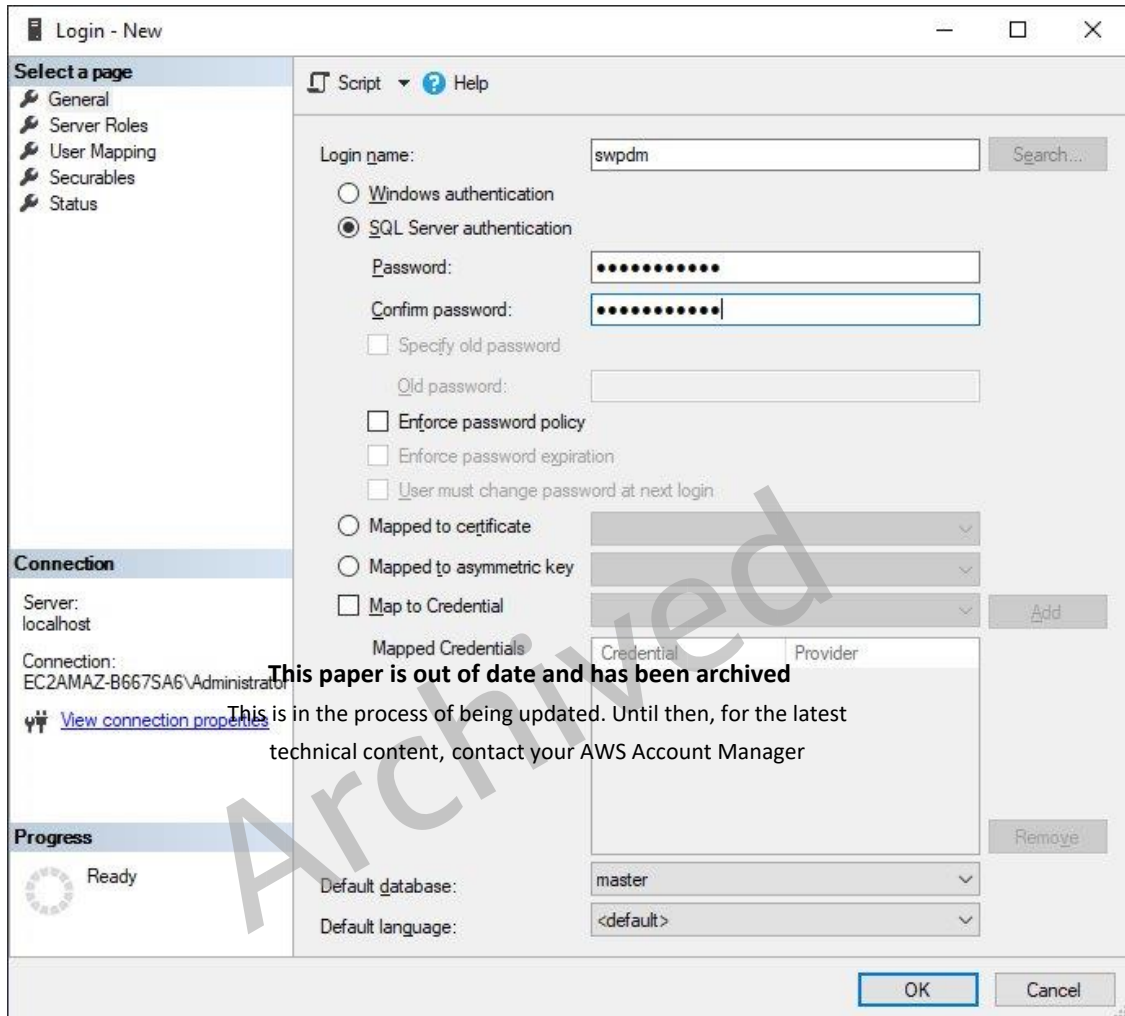 Login - New
Select a page
General
Server Roles
User Mapping
Securables
Status
Script
Help
Login name:
swpdm
Search...
Windows authentication
SQL Server authentication
Password:
●●●●●●●●●●●
Confirm password:
●●●●●●●●●●●
Specify old password
Old password:
Enforce password policy
Enforce password expiration
User must change password at next login
Mapped to certificate
Mapped to asymmetric key
Map to Credential
Add
Mapped Credentials
Credential
Provider
Connection
Server:
localhost
Connection:
EC2AMAZ-B667SA6\Administrator
View connection properties
This paper is out of date and has been archived
This is in the process of being updated. Until then, for the latest
technical content, contact your AWS Account Manager
Archived
Remove
Progress
Ready
Default database:
master
Default language:
<default>
OK
Cancel